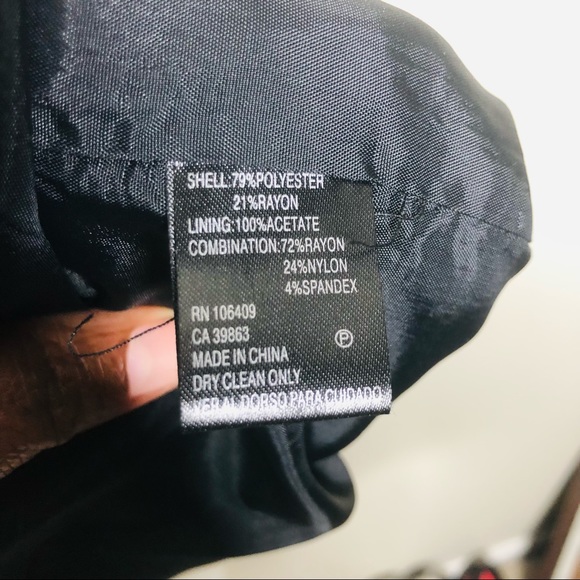 SHELL:79%POLYESTER
21%RAYON
LINING:100%ACETATE
COMBINATION:72%RAYON
24%NYLON
4%SPANDEX
RN 106409
CA 39863
MADE IN CHINA
DRY CLEAN ONLY
VER AL DORSO PARA CUIDADO
P